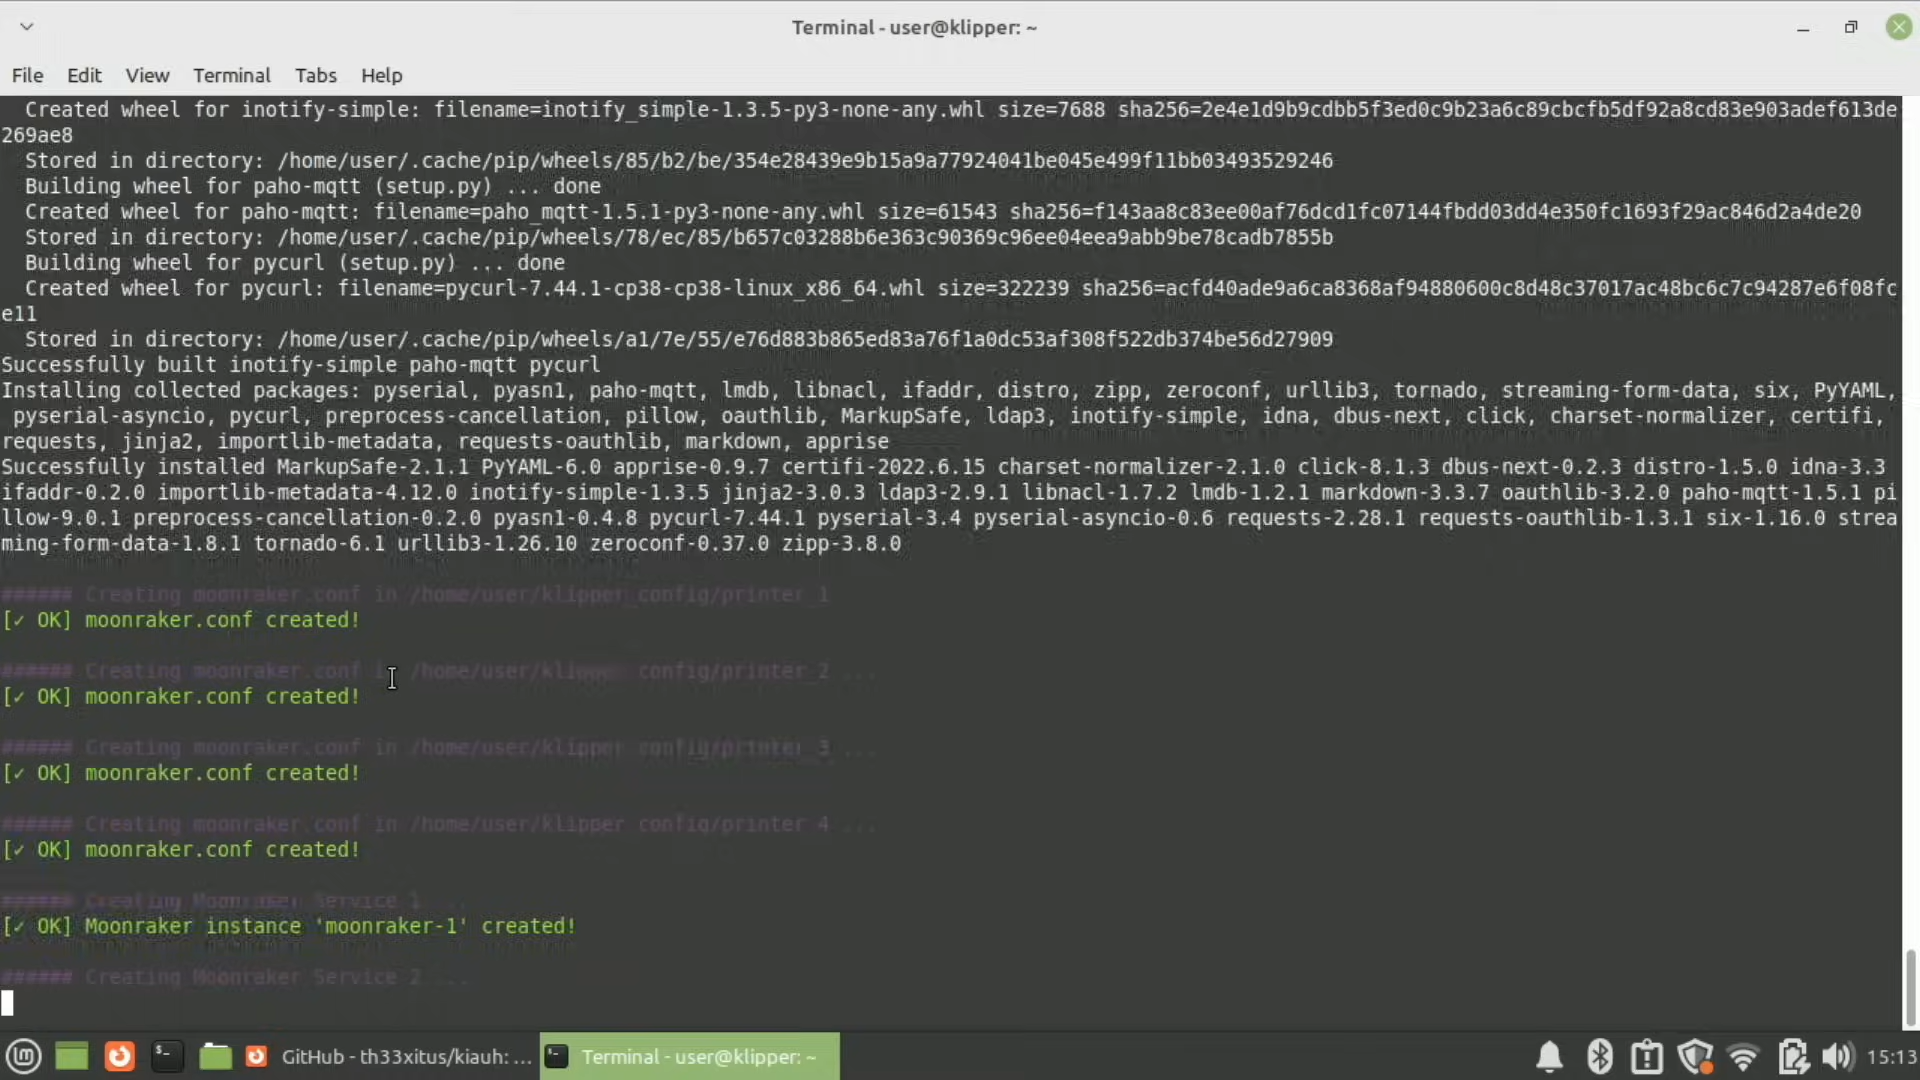 Terminal - user@klipper: ~
File Edit View Terminal Tabs Help
Created wheel for inotify-simple: filename=inotify_simple-1.3.5-py3-none-any.whl size=7688 sha256=2e4e1d9b9cdbb5f3ed0c9b23a6c89cbcfb5df92a8cd83e903adef613de
269ae8
Stored in directory: /home/user/.cache/pip/wheels/85/b2/be/354e28439e9b15a9a77924041be045e499f11bb03493529246
Building wheel for paho-mqtt (setup.py) ... done
Created wheel for paho-mqtt: filename=paho_mqtt-1.5.1-py3-none-any.whl size=61543 sha256=f143aa8c83ee00af76dcd1fc07144fbdd03dd4e350fc1693f29ac846d2a4de20
Stored in directory: /home/user/.cache/pip/wheels/78/ec/85/b657c03288b6e363c90369c96ee04eea9abb9be78cadb7855b
Building wheel for pycurl (setup.py) ... done
Created wheel for pycurl: filename=pycurl-7.44.1-cp38-cp38-linux_x86_64.whl size=322239 sha256=acfd40ade9a6ca8368af94880600c8d48c37017ac48bc6c7c94287e6f08fc
e11
Stored in directory: /home/user/.cache/pip/wheels/a1/7e/55/e76d883b865ed83a76f1a0dc53af308f522db374be56d27909
Successfully built inotify-simple paho-mqtt pycurl
Installing collected packages: pyserial, pyasn1, paho-mqtt, lmdb, libnacl, ifaddr, distro, zipp, zeroconf, urllib3, tornado, streaming-form-data, six, PyYAML,
pyserial-asyncio, pycurl, preprocess-cancellation, pillow, oauthlib, MarkupSafe, ldap3, inotify-simple, idna, dbus-next, click, charset-normalizer, certifi,
requests, jinja2, importlib-metadata, requests-oauthlib, markdown, apprise
Successfully installed MarkupSafe-2.1.1 PyYAML-6.0 apprise-0.9.7 certifi-2022.6.15 charset-normalizer-2.1.0 click-8.1.3 dbus-next-0.2.3 distro-1.5.0 idna-3.3
ifaddr-0.2.0 importlib-metadata-4.12.0 inotify-simple-1.3.5 jinja2-3.0.3 ldap3-2.9.1 libnacl-1.7.2 lmdb-1.2.1 markdown-3.3.7 oauthlib-3.2.0 paho-mqtt-1.5.1 pi
llow-9.0.1 preprocess-cancellation-0.2.0 pyasn1-0.4.8 pycurl-7.44.1 pyserial-3.4 pyserial-asyncio-0.6 requests-2.28.1 requests-oauthlib-1.3.1 six-1.16.0 strea
ming-form-data-1.8.1 tornado-6.1 urllib3-1.26.10 zeroconf-0.37.0 zipp-3.8.0
###### Creating moonraker.conf in /home/user/klipper_config/printer_1
[✓ OK] moonraker.conf created!
###### Creating moonraker.conf in /home/user/klipper_config/printer_2 ...
[✓ OK] moonraker.conf created!
###### Creating moonraker.conf in /home/user/klipper_config/printer_3 ...
[✓ OK] moonraker.conf created!
###### Creating moonraker.conf in /home/user/klipper_config/printer_4 ...
[✓ OK] moonraker.conf created!
###### Creating Moonraker Service 1 ...
[✓ OK] Moonraker instance 'moonraker-1' created!
###### Creating Moonraker Service 2 ...
GitHub - th33xitus/kiauh: ... Terminal - user@klipper: ~ 15:13